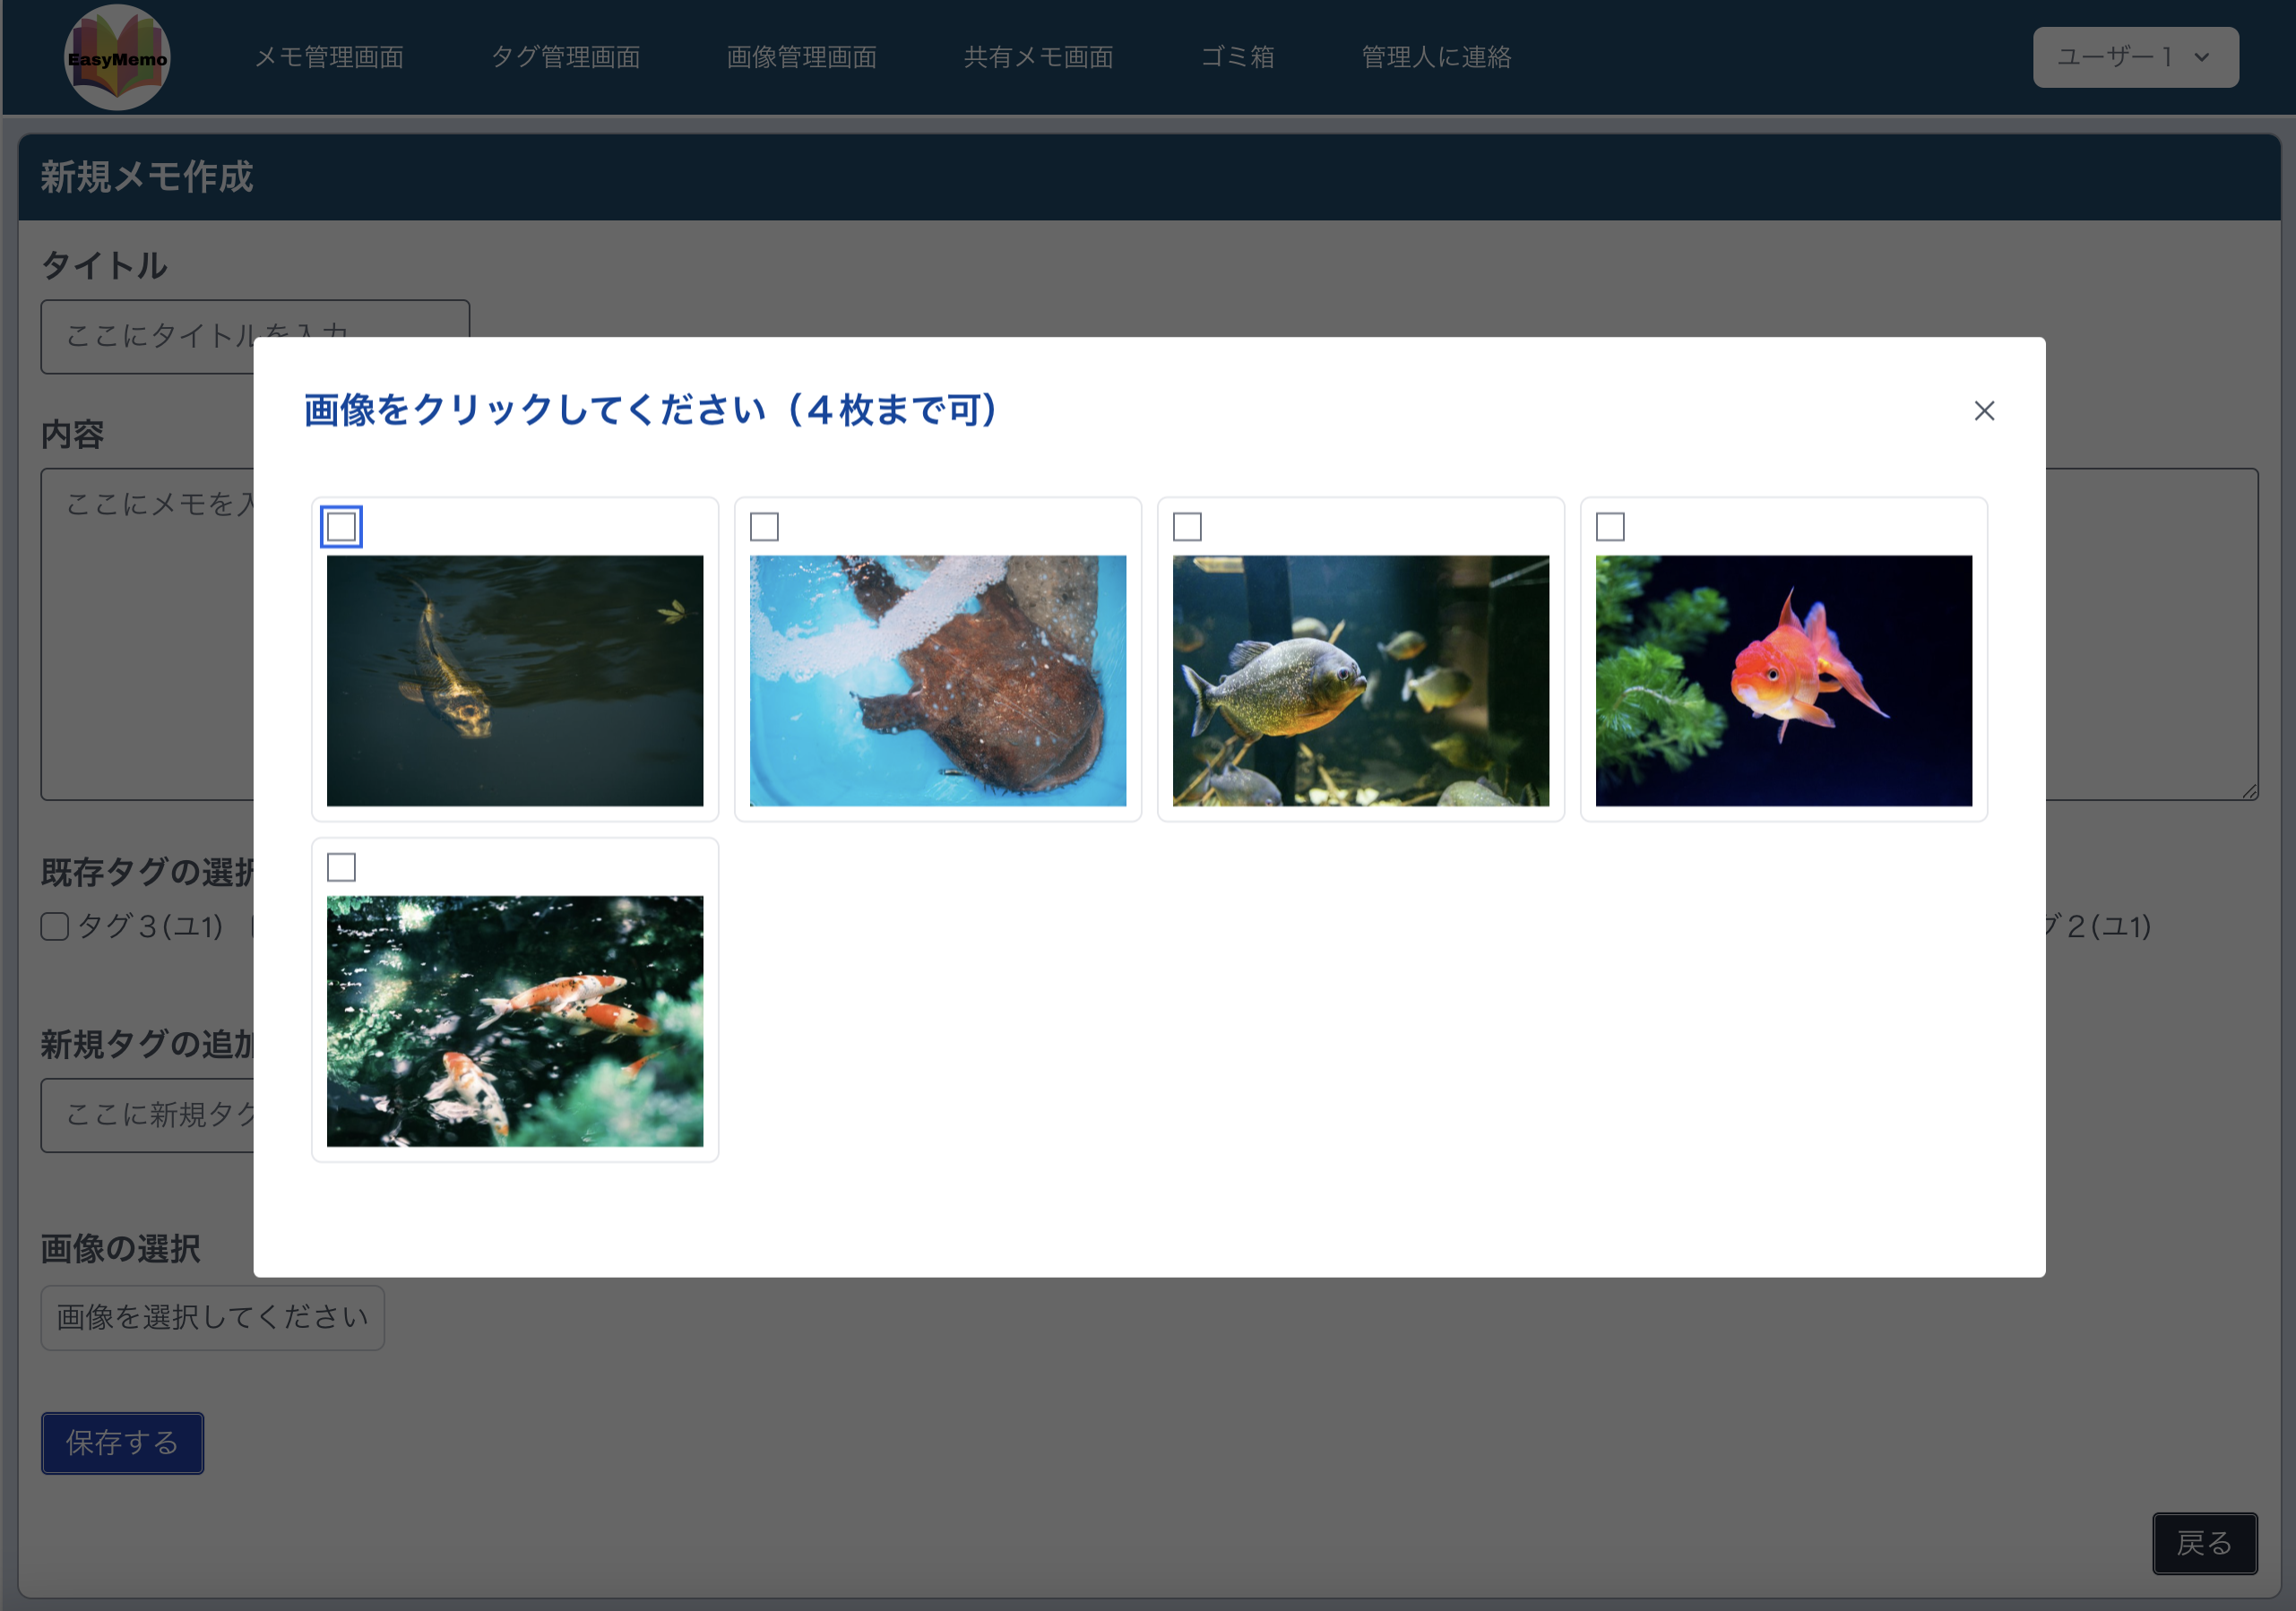 EasyMemo
メモ管理画面 タグ管理画面 画像管理画面 共有メモ画面 ゴミ箱 管理人に連絡 ユーザー1
新規メモ作成
タイトル
ここにタイトルを入力
画像をクリックしてください（４枚まで可）
内容
ここにメモを入
既存タグの選択
タグ３(ユ1) グ２(ユ1)
新規タグの追加
ここに新規タグ
画像の選択
画像を選択してください
保存する
戻る